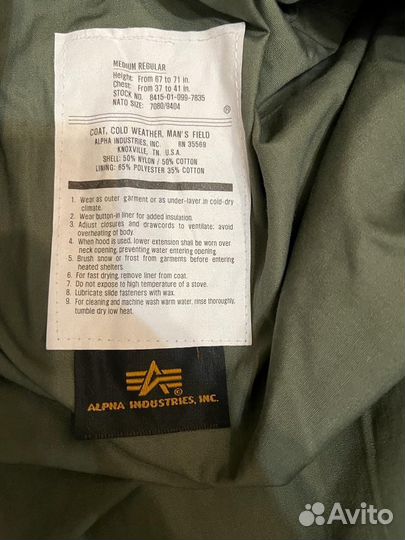 MEDIUM REGULAR
Height: From 67 to 71 in.
Chest: From 37 to 41 in.
STOCK NO. 8415-01-099-7835
NATO SIZE: 7080/9404
®
COAT, COLD WEATHER, MAN'S FIELD
ALPHA INDUSTRIES, INC. RN 35569
KNOXVILLE, TN. U.S.A.
SHELL: 50% NYLON / 50% COTTON
LINING: 65% POLYESTER 35% COTTON
1. Wear as outer garment or as under-layer in cold-dry
climate.
2. Wear button-in liner for added insulation.
3. Adjust closures and drawcords to ventilate; avoid
overheating of body.
4. When hood is used, lower extension shall be worn over
neck opening, preventing water entering opening.
5. Brush snow or frost from garments before entering
heated shelters.
6. For fast drying, remove liner from coat.
7. Do not expose to high temperature of a stove.
8. Lubricate slide fasteners with wax.
9. For cleaning and machine wash warm water, rinse thoroughly,
tumble dry low heat.
©
ALPHA INDUSTRIES, INC.
Avito